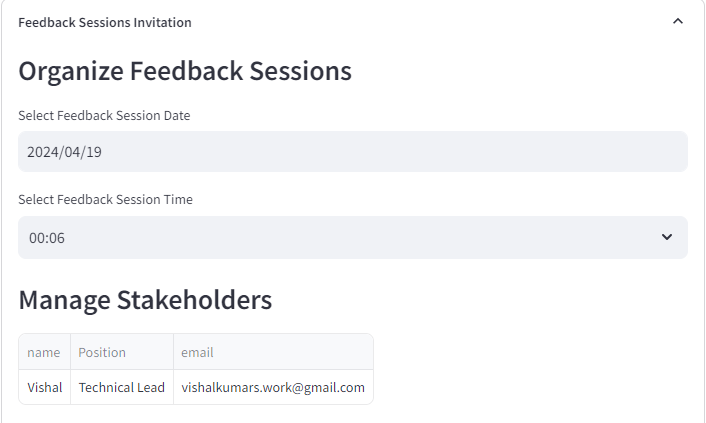 Feedback Sessions Invitation
Organize Feedback Sessions
Select Feedback Session Date
2024/04/19
Select Feedback Session Time
00:06
Manage Stakeholders
name Position email
Vishal Technical Lead vishalkumars.work@gmail.com